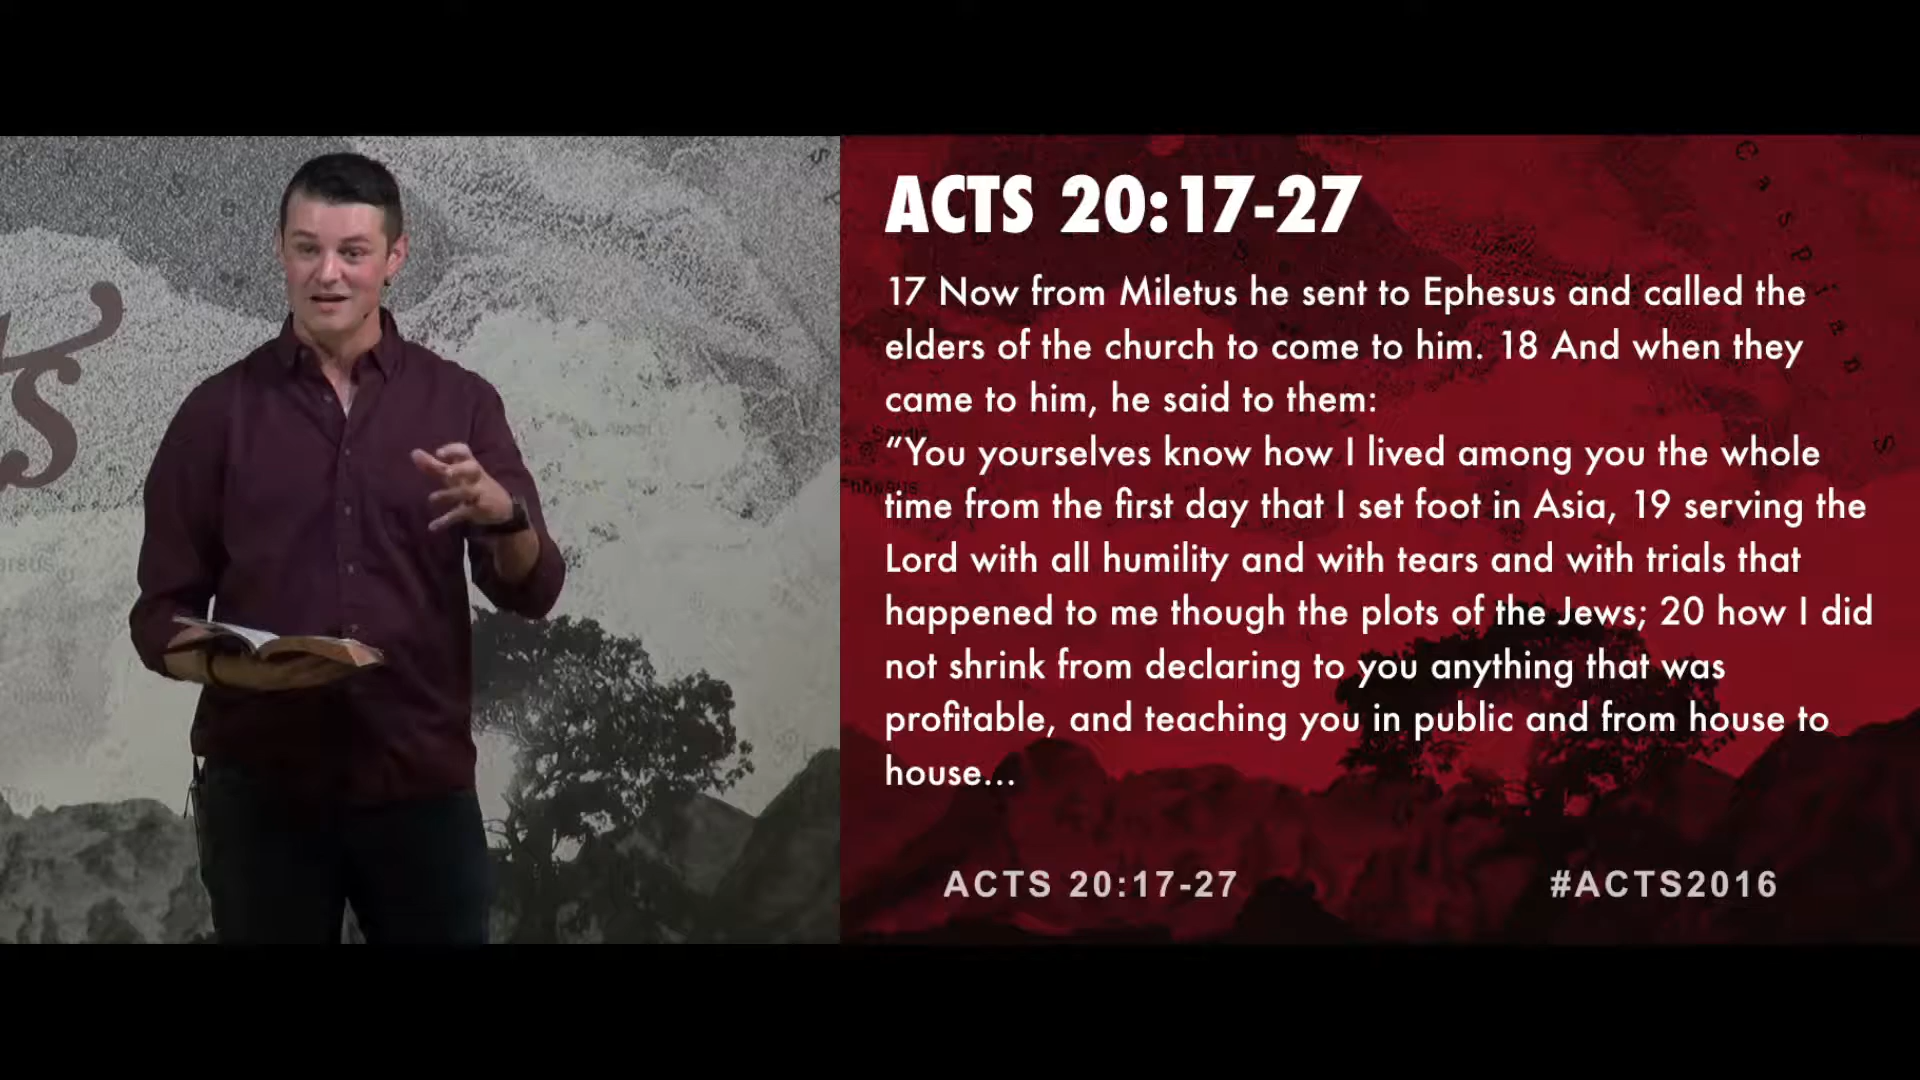 ts
ACTS 20:17-27
17 Now from Miletus he sent to Ephesus and called the
elders of the church to come to him. 18 And when they
came to him, he said to them:
“You yourselves know how I lived among you the whole
time from the first day that I set foot in Asia, 19 serving the
Lord with all humility and with tears and with trials that
happened to me though the plots of the Jews; 20 how I did
not shrink from declaring to you anything that was
profitable, and teaching you in public and from house to
house...
ACTS 20:17-27
#ACTS2016